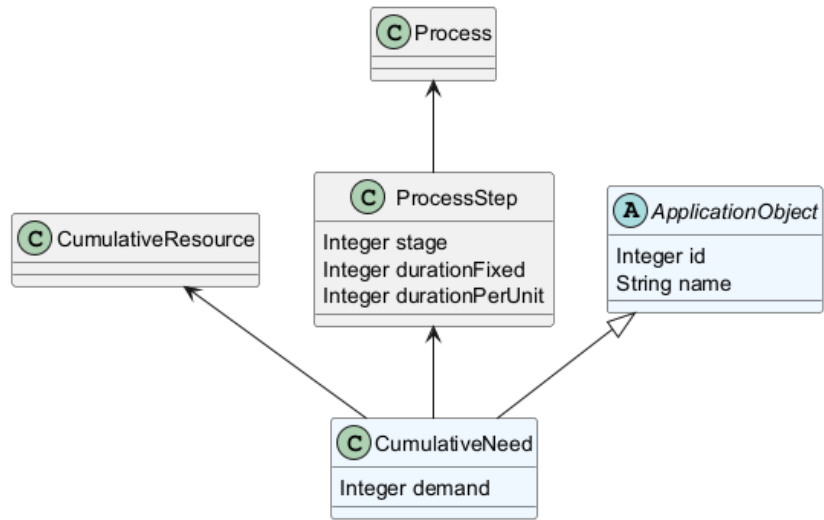 C Process
C ProcessStep
Integer stage
Integer durationFixed
Integer durationPerUnit
A ApplicationObject
Integer id
String name
C CumulativeResource
C CumulativeNeed
Integer demand